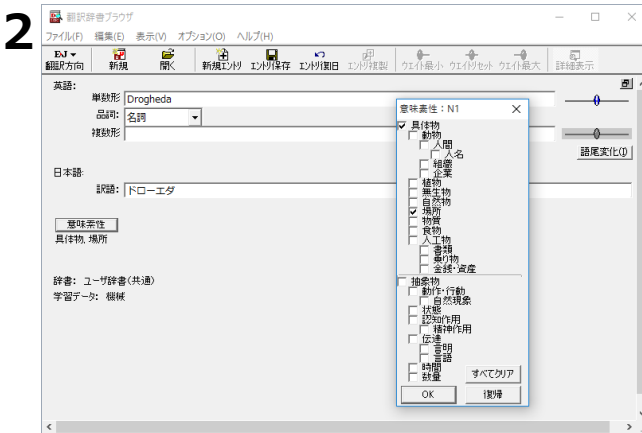 2
翻訳辞書ブラウザ
ファイル(F) 編集(E) 表示(V) オプション(O) ヘルプ(H)
E\J
翻訳方向 新規 開く 新規エントリ エントリ保存 エントリ復旧 エントリ複製 ウエイト最小 ウエイトリセット ウエイト最大 詳細表示
英語:
単数形 Drogheda
品詞: 名詞
複数形
語尾変化(I)
日本語:
訳語: ドローエダ
意味素性
具体物, 場所
辞書: ユーザ辞書(共通)
学習データ: 機械
意味素性:N1
具体物
動物
人間
人名
組織
企業
植物
無生物
自然物
場所
物質
食物
人工物
書類
乗り物
金銭・資産
抽象物
動作・行動
自然現象
状態
認知作用
精神作用
伝達
言明
言語
時間
数量
すべてクリア
OK 復帰